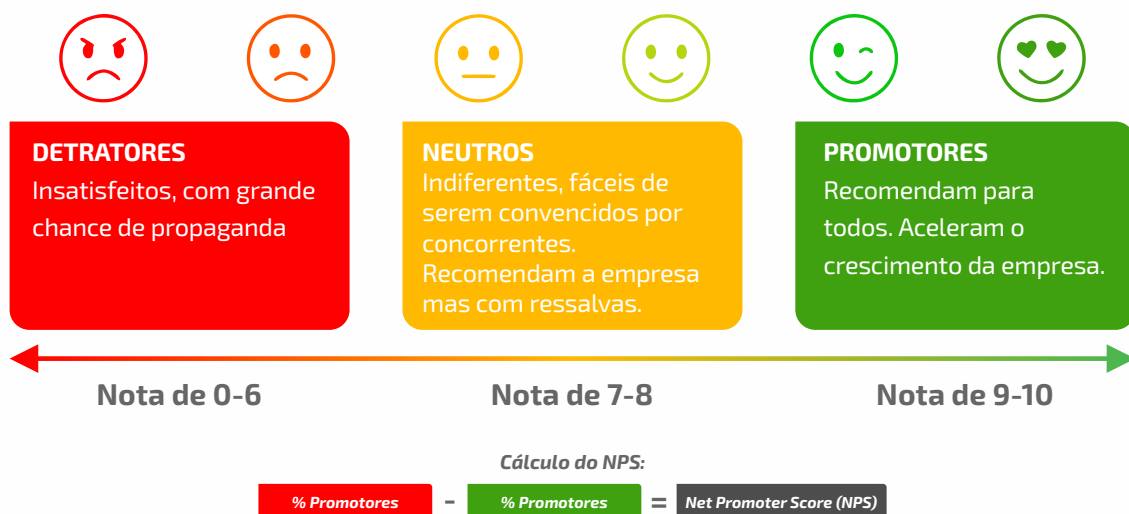 DETRATORES
Insatisfeitos, com grande
chance de propaganda
NEUTROS
Indiferentes, fáceis de
serem convencidos por
concorrentes.
Recomendam a empresa
mas com ressalvas.
PROMOTORES
Recomendam para
todos. Aceleram o
crescimento da empresa.
Nota de 0-6
Nota de 7-8
Nota de 9-10
Cálculo do NPS:
% Promotores - % Promotores = Net Promoter Score (NPS)